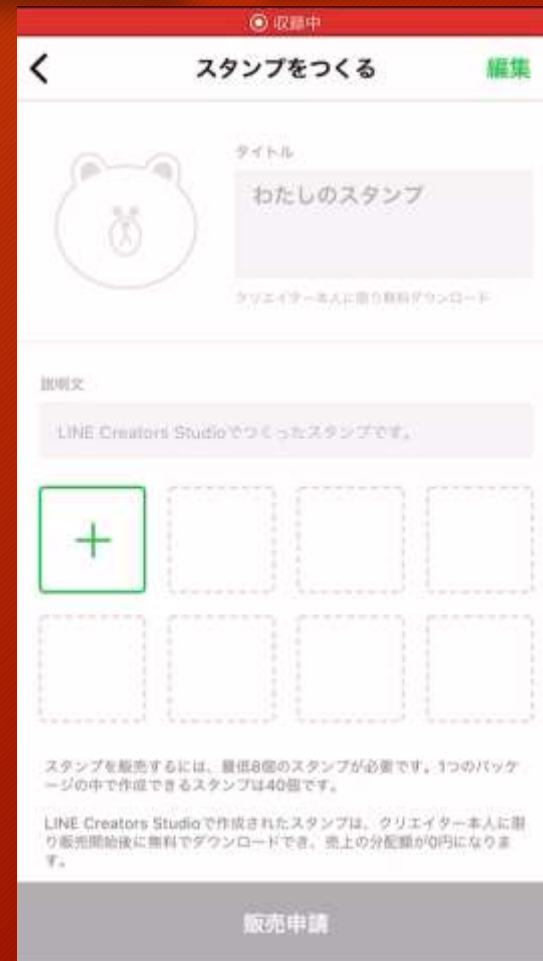 収録中
スタンプをつくる
編集
タイトル
わたしのスタンプ
クリエイター本人に限り無料ダウンロード
説明文
LINE Creators Studioでつくったスタンプです。
スタンプを販売するには、最低8個のスタンプが必要です。1つのパッケ
ージの中で作成できるスタンプは40個です。
LINE Creators Studioで作成されたスタンプは、クリエイター本人に限
り販売開始後に無料でダウンロードでき、売上の分配額が0円になりま
す。
販売申請